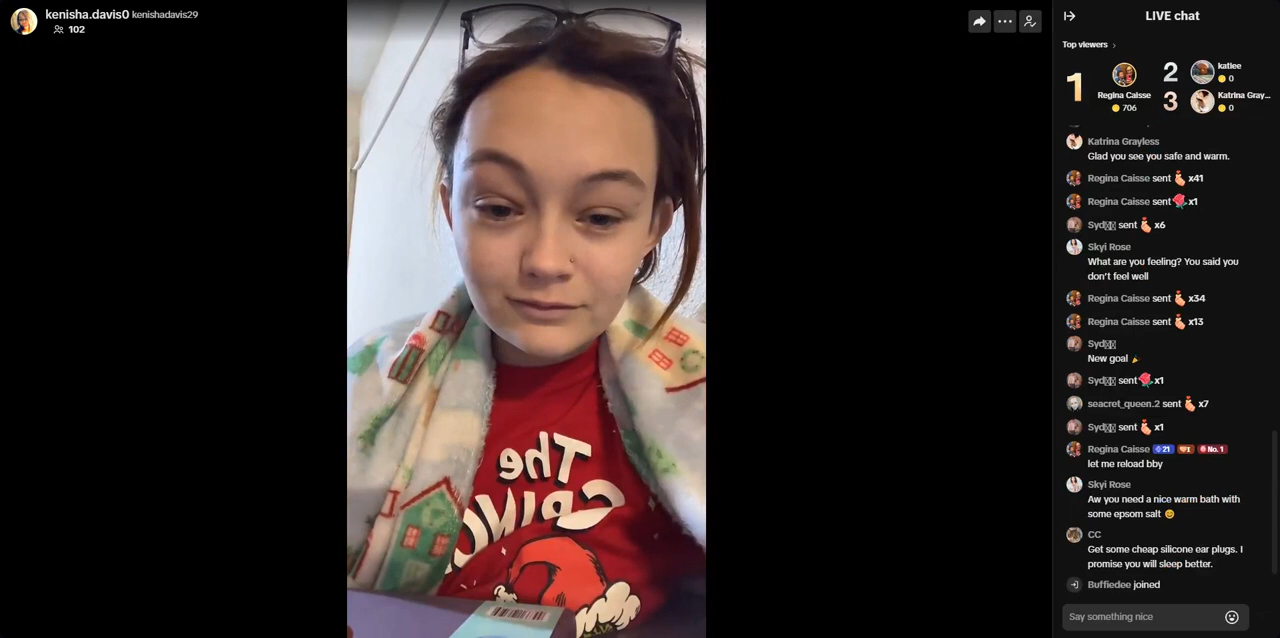 kenisha.davis0 kenishadavis29
102
LIVE chat
Top viewers
1
Regina Caisse
706
2
katiee
0
3
Katrina Gray...
0
Katrina Grayless
Glad you see you safe and warm.
Regina Caisse sent x41
Regina Caisse sent x1
Syd sent x6
Skyi Rose
What are you feeling? You said you
don't feel well
Regina Caisse sent x34
Regina Caisse sent x13
Syd
New goal
Syd sent x1
seacret_queen.2 sent x7
Syd sent x1
Regina Caisse 21 I No. 1
let me reload bby
Skyi Rose
Aw you need a nice warm bath with
some epsom salt 😊
CC
Get some cheap silicone ear plugs. I
promise you will sleep better.
Buffiedee joined
Say something nice
The